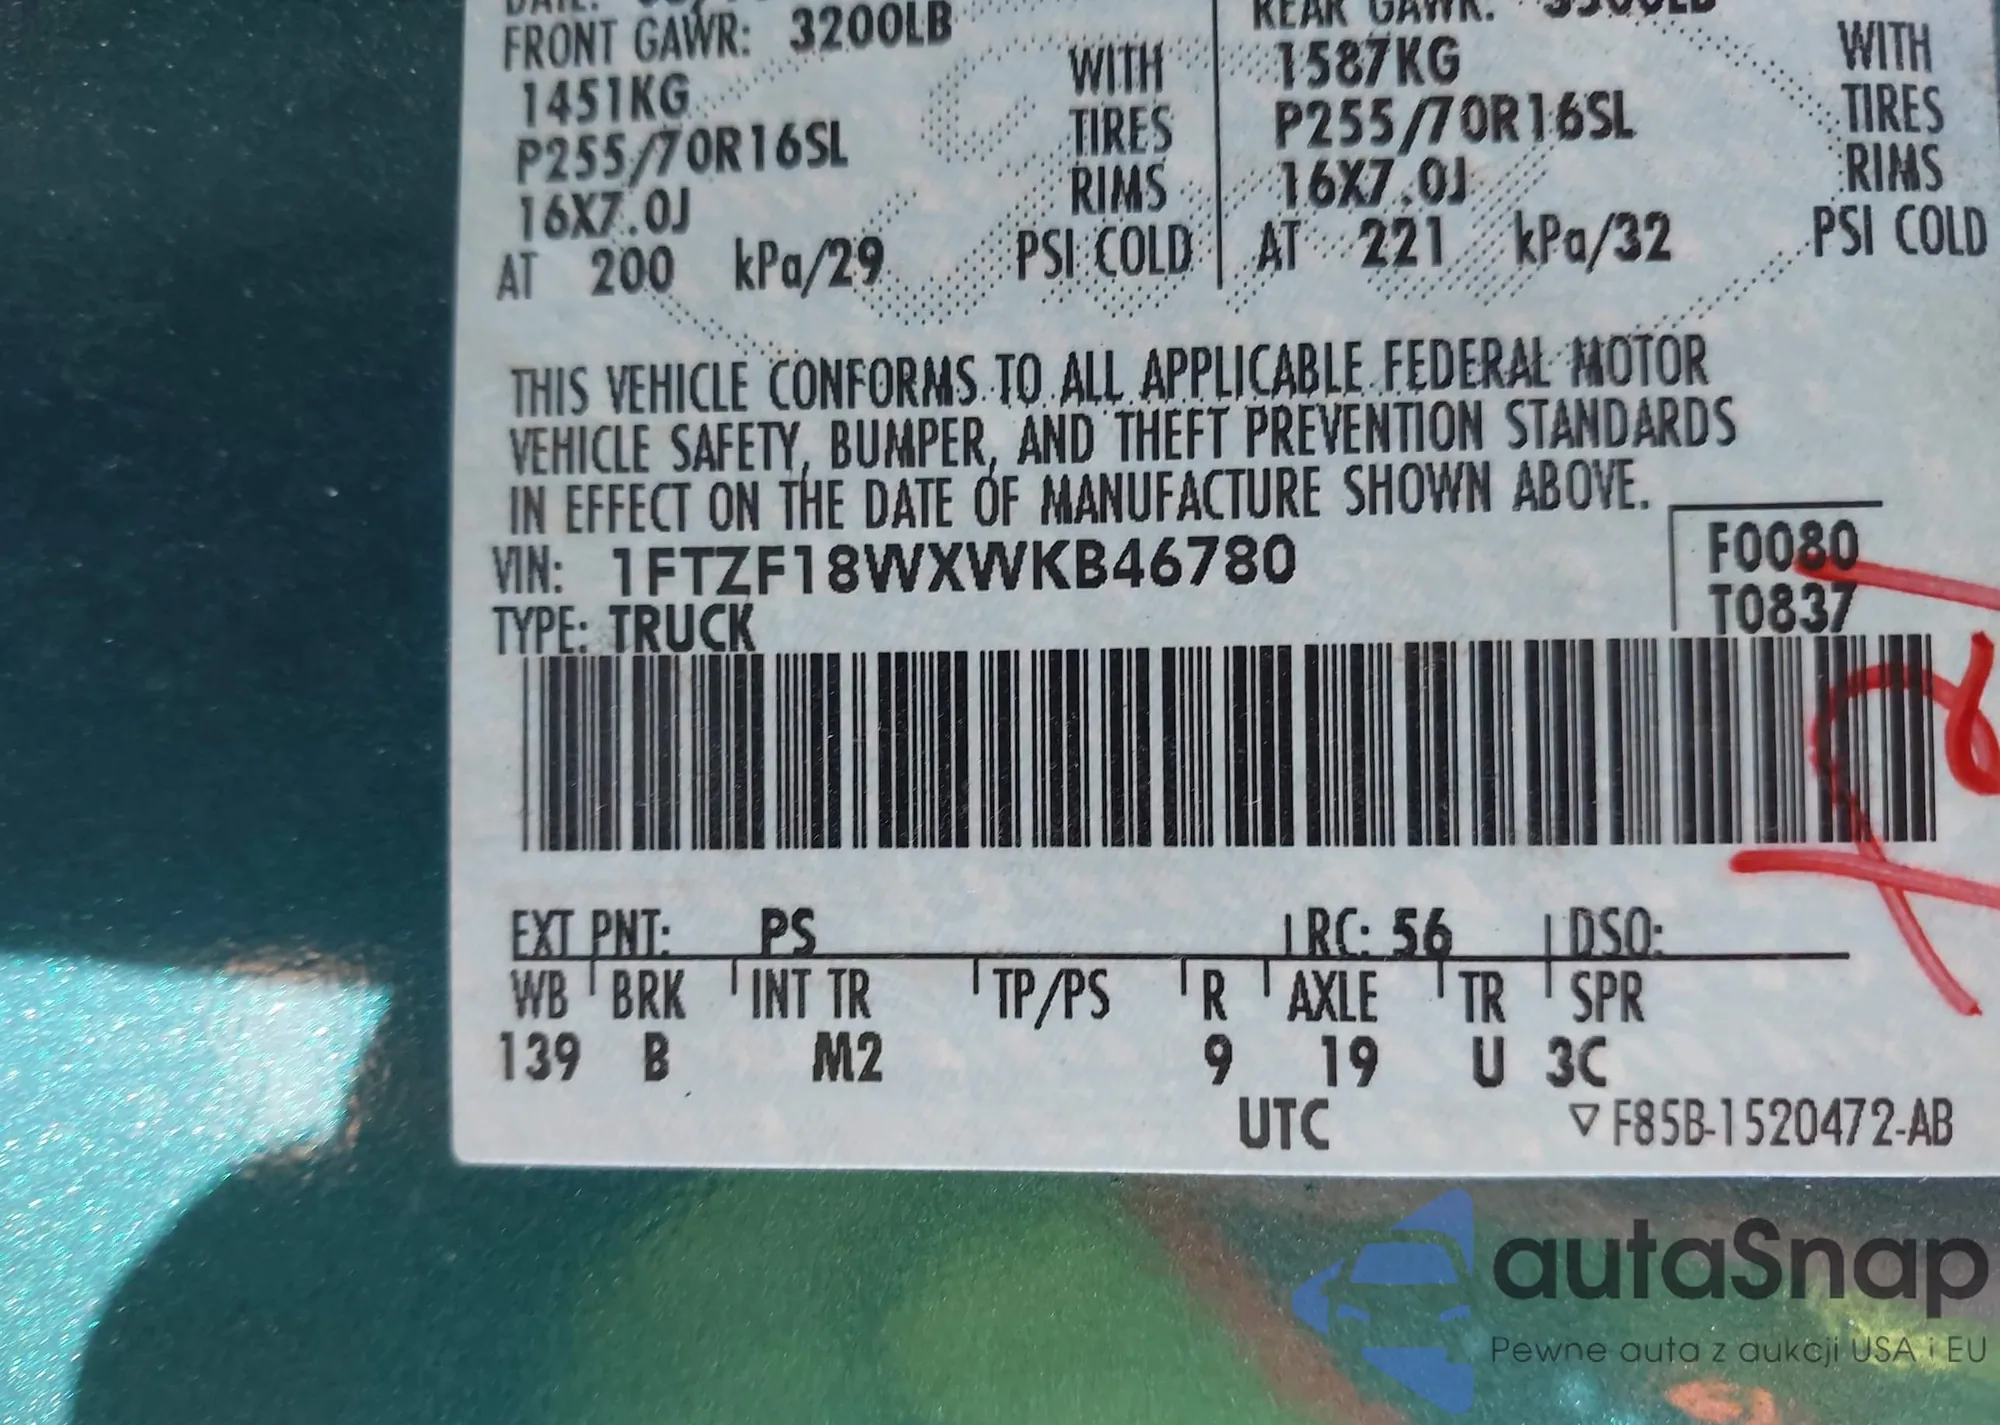 DATE:
FRONT GAWR: 3200LB
1451KG WITH
P255/70R16SL TIRES
16X7.0J RIMS
AT 200 kPa/29 PSI COLD
REAR GAWR: 3500LB
1587KG WITH
P255/70R16SL TIRES
16X7.0J RIMS
AT 221 kPa/32 PSI COLD
THIS VEHICLE CONFORMS TO ALL APPLICABLE FEDERAL MOTOR
VEHICLE SAFETY, BUMPER, AND THEFT PREVENTION STANDARDS
IN EFFECT ON THE DATE OF MANUFACTURE SHOWN ABOVE.
VIN: 1FTZF18WXWKB46780
TYPE: TRUCK
F0080
T0837
EXT PNT: PS RC: 56 DSO:
WB BRK INT TR TP/PS R AXLE TR SPR
139 B M2 9 19 U 3C
UTC
▽ F85B-1520472-AB
autaSnap
Pewne auta z aukcji USA i EU